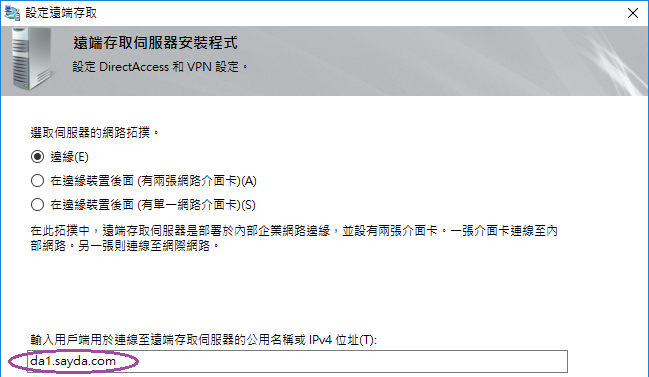 設定遠端存取
遠端存取伺服器安裝程式
設定 DirectAccess 和 VPN 設定。
選取伺服器的網路拓撲。
邊緣(E)
在邊緣裝置後面 (有兩張網路介面卡)(A)
在邊緣裝置後面 (有單一網路介面卡)(S)
在此拓撲中，遠端存取伺服器是部署於內部企業網路邊緣，並設有兩張介面卡。一張介面卡連線至內
部網路。另一張則連線至網際網路。
輸入用戶端用於連線至遠端存取伺服器的公用名稱或 IPv4 位址(T):
da1.sayda.com